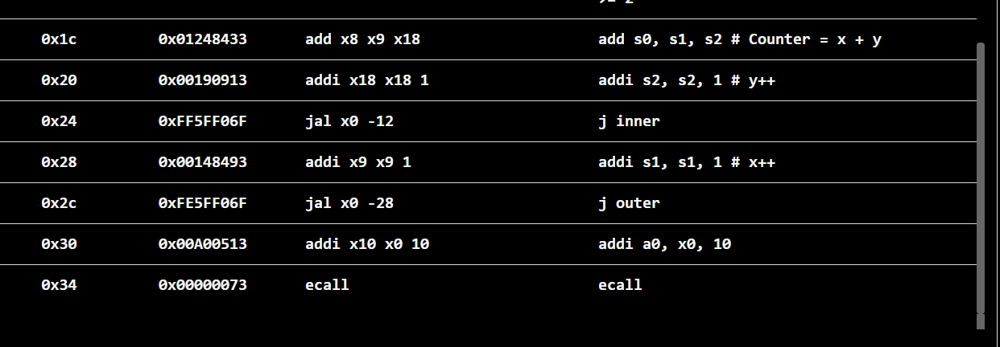 >= 2
0x1c 0x01248433 add x8 x9 x18 add s0, s1, s2 # Counter = x + y
0x20 0x00190913 addi x18 x18 1 addi s2, s2, 1 # y++
0x24 0xFF5FF06F jal x0 -12 j inner
0x28 0x00148493 addi x9 x9 1 addi s1, s1, 1 # x++
0x2c 0xFE5FF06F jal x0 -28 j outer
0x30 0x00A00513 addi x10 x0 10 addi a0, x0, 10
0x34 0x00000073 ecall ecall